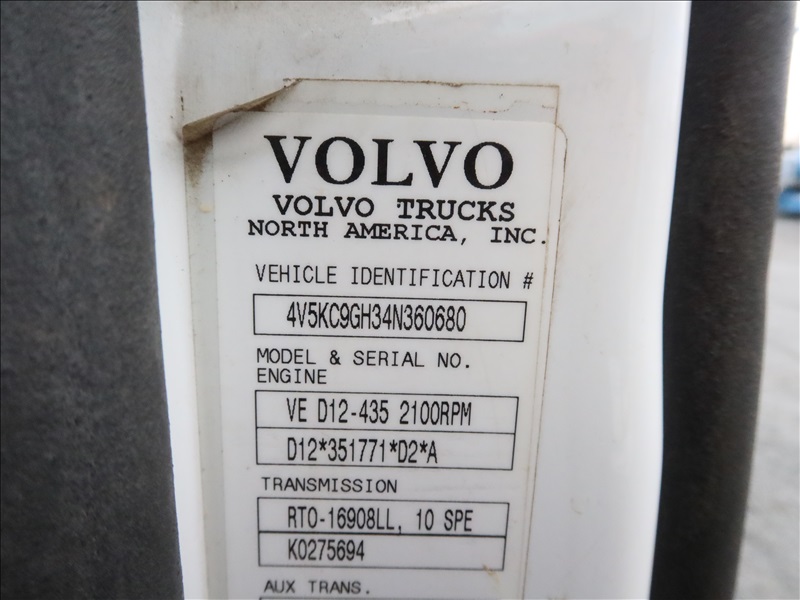 VOLVO
VOLVO TRUCKS
NORTH AMERICA, INC.
VEHICLE IDENTIFICATION #
4V5KC9GH34N360680
MODEL & SERIAL NO.
ENGINE
VE D12-435 2100RPM
D12*351771*D2*A
TRANSMISSION
RTO-16908LL, 10 SPE
K0275694
AUX TRANS.